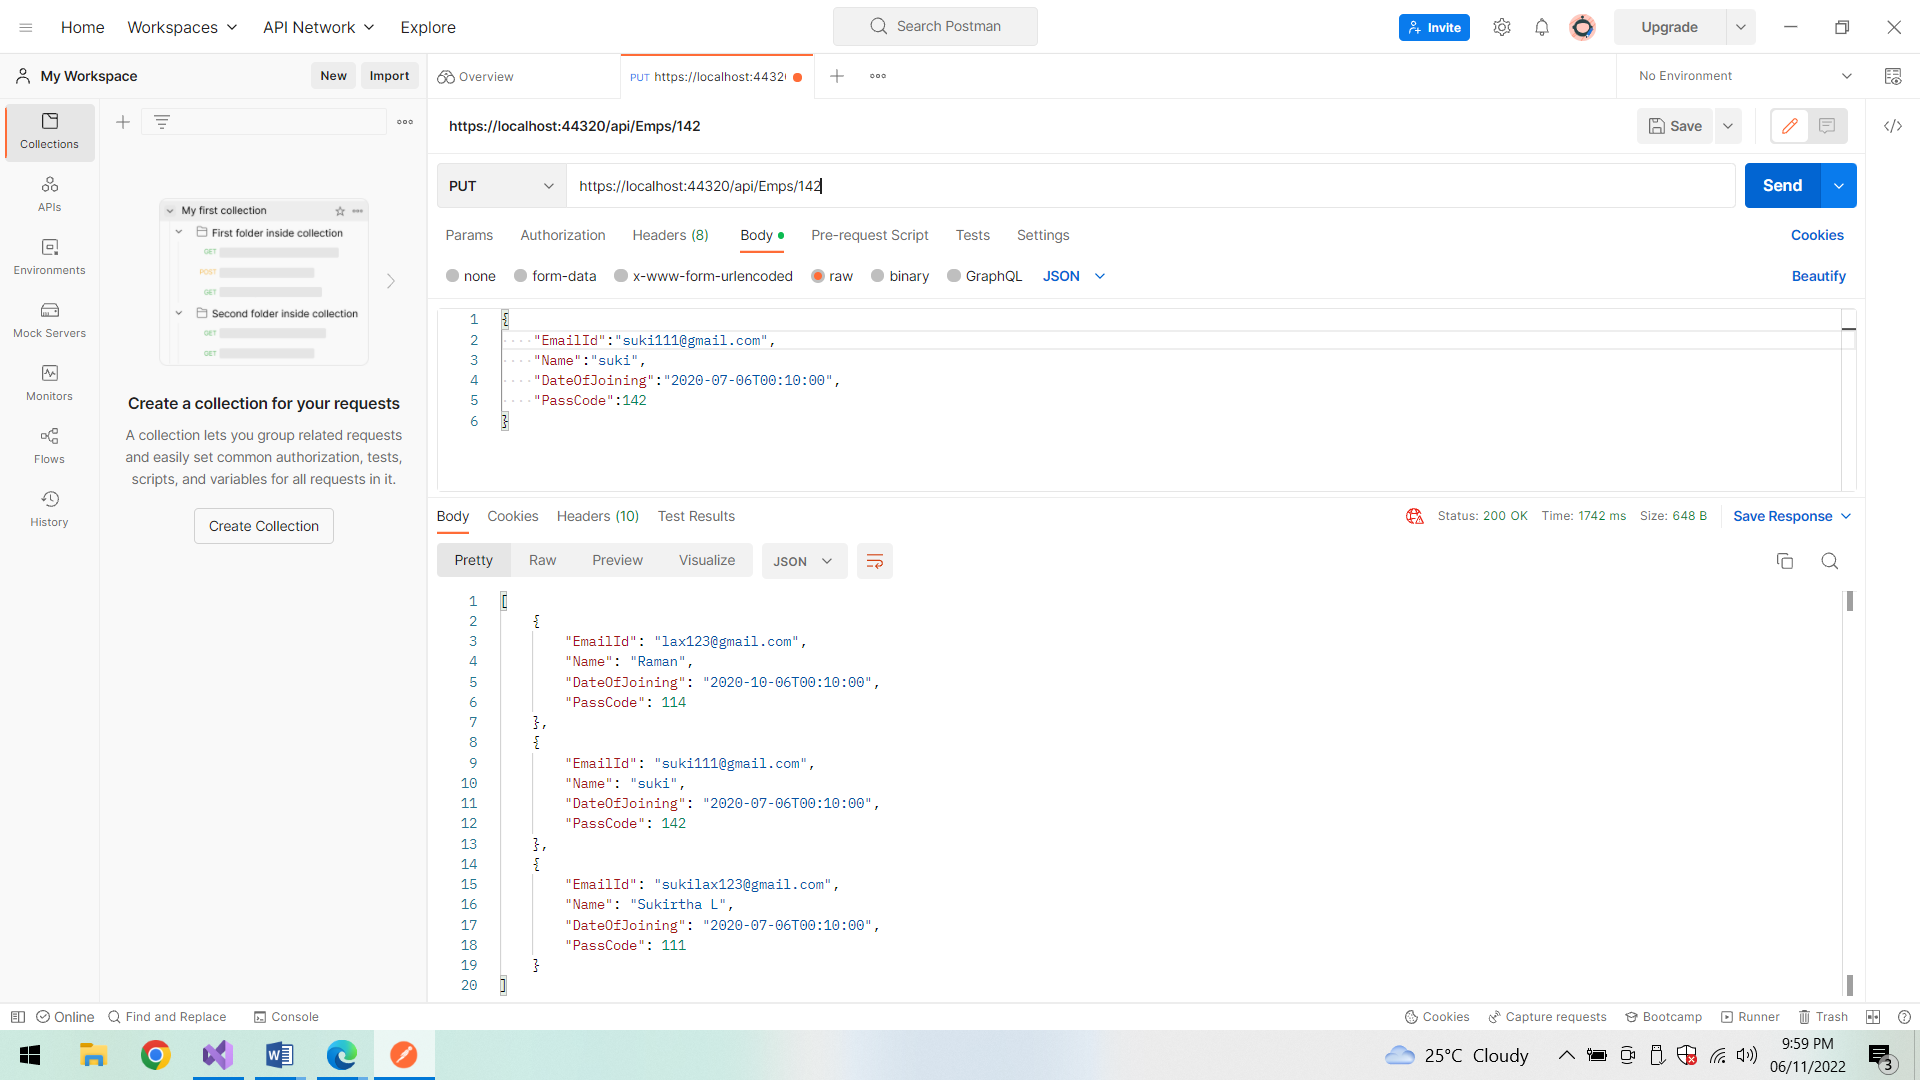 Home Workspaces API Network Explore Search Postman Invite Upgrade
My Workspace New Import Overview PUT https://localhost:4432 No Environment
https://localhost:44320/api/Emps/142 Save
PUT https://localhost:44320/api/Emps/142 Send
Params Authorization Headers (8) Body Pre-request Script Tests Settings Cookies
none form-data x-www-form-urlencoded raw binary GraphQL JSON Beautify
1 {
2 "EmailId":"suki111@gmail.com",
3 "Name":"suki",
4 "DateOfJoining":"2020-07-06T00:10:00",
5 "PassCode":142
6 }
Collections
APIs
Environments
Mock Servers
Monitors
Flows
History
My first collection
First folder inside collection
GET
POST
GET
Second folder inside collection
GET
GET
Create a collection for your requests
A collection lets you group related requests
and easily set common authorization, tests,
scripts, and variables for all requests in it.
Create Collection
Body Cookies Headers (10) Test Results Status: 200 OK Time: 1742 ms Size: 648 B Save Response
Pretty Raw Preview Visualize JSON
1 [
2 {
3 "EmailId": "lax123@gmail.com",
4 "Name": "Raman",
5 "DateOfJoining": "2020-10-06T00:10:00",
6 "PassCode": 114
7 },
8 {
9 "EmailId": "suki111@gmail.com",
10 "Name": "suki",
11 "DateOfJoining": "2020-07-06T00:10:00",
12 "PassCode": 142
13 },
14 {
15 "EmailId": "sukilax123@gmail.com",
16 "Name": "Sukirtha L",
17 "DateOfJoining": "2020-07-06T00:10:00",
18 "PassCode": 111
19 }
20 ]
Online Find and Replace Console Cookies Capture requests Bootcamp Runner Trash
25°C Cloudy 9:59 PM
06/11/2022 3